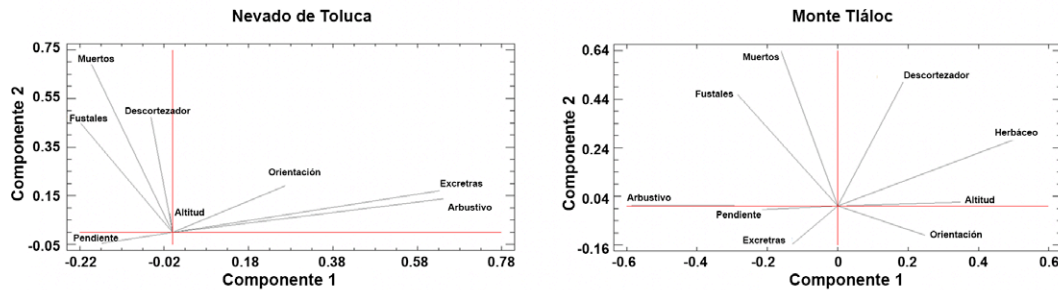 Nevado de Toluca
Componente 2
0.75
0.55
0.35
0.15
-0.05
Muertos
Fustales
Descortezador
Orientación
Excretras
Altitud
Arbustivo
Pendiente
-0.22
-0.02
0.18
0.38
0.58
0.78
Componente 1
Monte Tláloc
Componente 2
0.64
0.44
0.24
0.04
-0.16
Muertos
Descortezador
Fustales
Herbáceo
Arbustivo
Altitud
Pendiente
Orientación
Excretras
-0.6
-0.4
-0.2
0
0.2
0.4
0.6
Componente 1